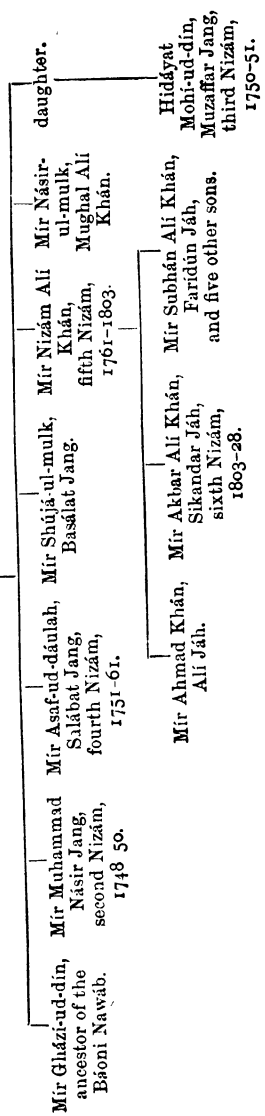 Mír Gházi-ud-dín,
ancestor of the
Báoni Nawáb.
Mír Muhammad
Násir Jang,
second Nizám,
1748 50.
Mír Asaf-ud-dáulah,
Salábat Jang,
fourth Nizám,
1751-61.
Mír Shújá-ul-mulk,
Basálat Jang.
Mír Nizám Alí
Khán,
fifth Nizám,
1761-1803.
Mír Násir-
ul-mulk,
Mughal Alí
Khán.
daughter.
Mír Ahmad Khán,
Alí Jáh.
Mír Akbar Alí Khán,
Sikandar Jáh,
sixth Nizám,
1803-28.
Mír Subhán Alí Khán,
Farídún Jáh,
and five other sons.
Hidáyat
Mohí-ud-dín,
Muzaffar Jang,
third Nizám,
1750-51.